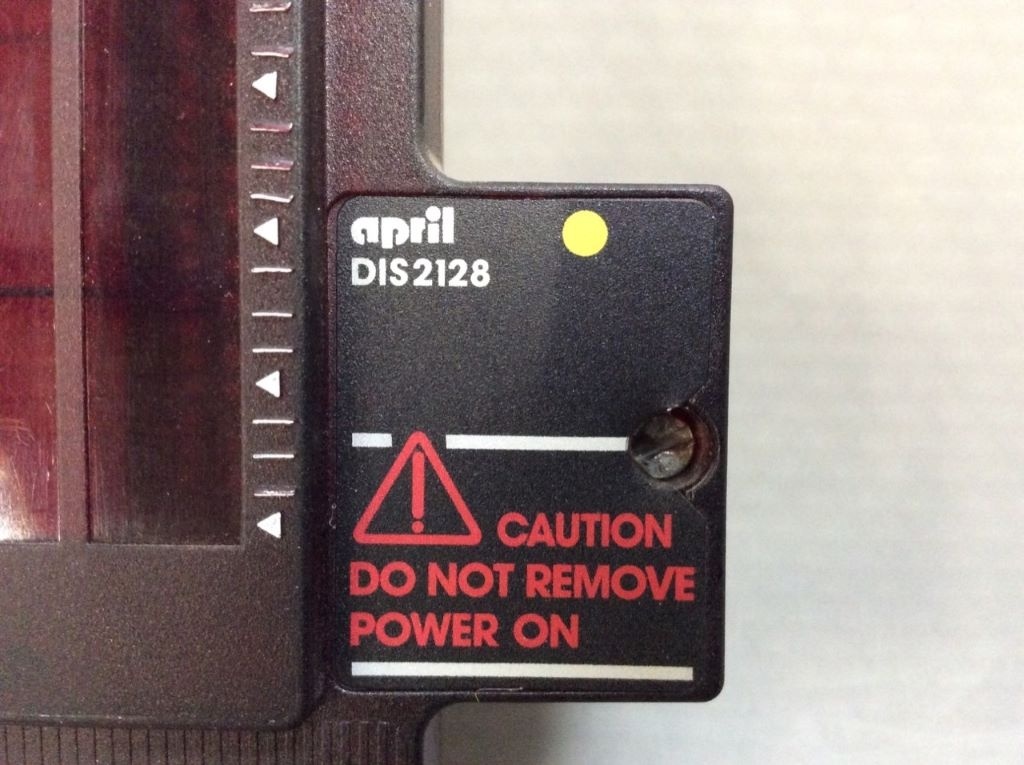 april
DIS2128
CAUTION
DO NOT REMOVE
POWER ON